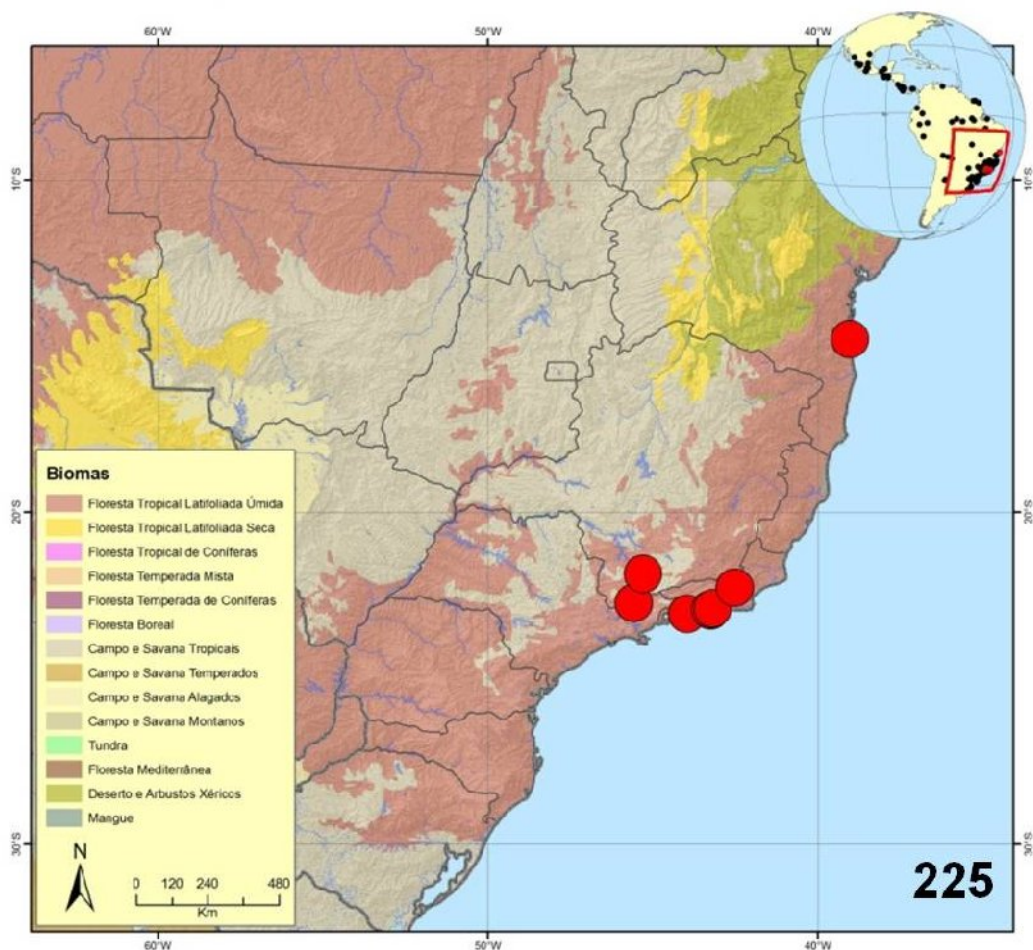 60°W 50°W 40°W
10°S 10°S
20°S 20°S
30°S 30°S
Biomas
Floresta Tropical Latifoliada Úmida
Floresta Tropical Latifoliada Seca
Floresta Tropical de Coníferas
Floresta Temperada Mista
Floresta Temperada de Coníferas
Floresta Boreal
Campo e Savana Tropicais
Campo e Savana Temperados
Campo e Savana Alagados
Campo e Savana Montanos
Tundra
Floresta Mediterrânea
Deserto e Arbustos Xéricos
Mangue
N
0 120 240 480
Km
225
60°W 50°W 40°W